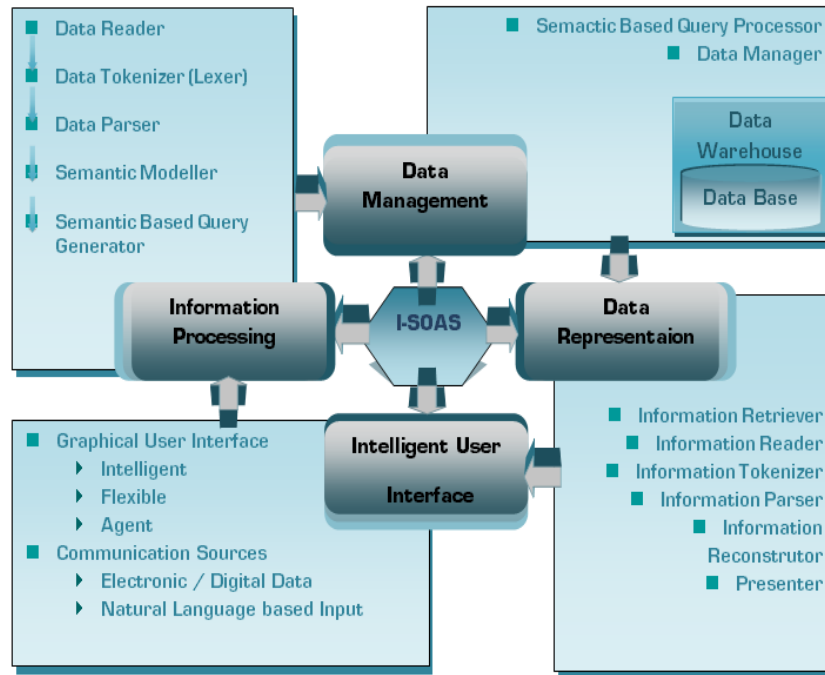 Data Reader
Data Tokenizer (Lexer)
Data Parser
Semantic Modeller
Semantic Based Query
Generator
Semactic Based Query Processor
Data Manager
Data
Warehouse
Data Base
Data
Management
Information
Processing
I-SOAS
Data
Representaion
Intelligent User
Interface
Graphical User Interface
Intelligent
Flexible
Agent
Communication Sources
Electronic / Digital Data
Natural Language based Input
Information Retriever
Information Reader
Information Tokenizer
Information Parser
Information
Reconstrutor
Presenter